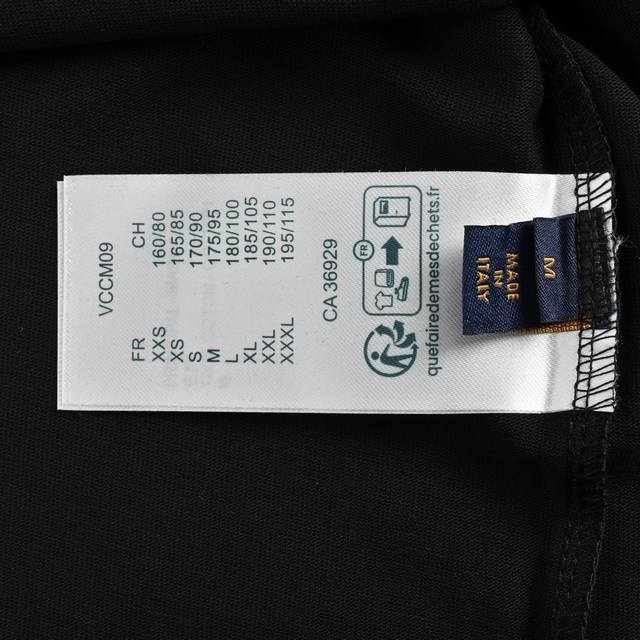 VCCM09
FR CH
XXS 160/80
XS 165/85
S 170/90
M 175/95
L 180/100
XL 185/105
XXL 190/110
XXXL 195/115
CA 36929
FR
quefairedemesdechets.fr
M
MADE
IN
ITALY